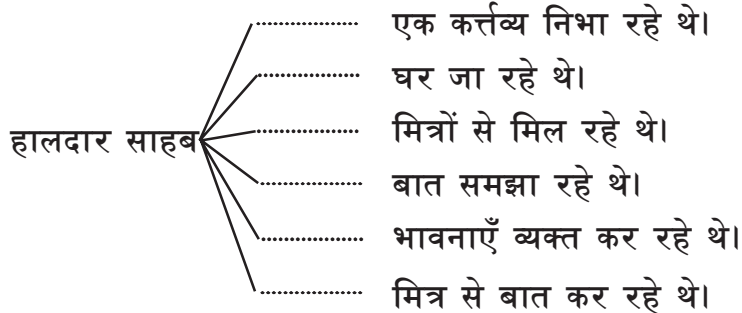 एक कर्त्तव्य निभा रहे थे।
घर जा रहे थे।
हालदार साहब मित्रों से मिल रहे थे।
बात समझा रहे थे।
भावनाएँ व्यक्त कर रहे थे।
मित्र से बात कर रहे थे।